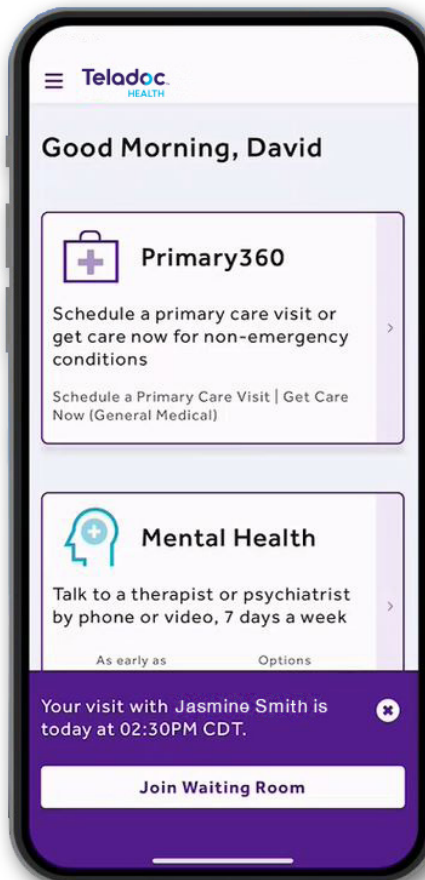 Teladoc
HEALTH
Good Morning, David
Primary360
Schedule a primary care visit or
get care now for non-emergency
conditions
Schedule a Primary Care Visit | Get Care
Now (General Medical)
Mental Health
Talk to a therapist or psychiatrist
by phone or video, 7 days a week
As early as Options
Your visit with Jasmine Smith is
today at 02:30PM CDT.
Join Waiting Room